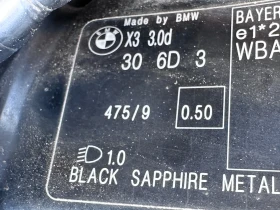 Made by BMW
X3 3.0d
30 6D 3
475/9 0.50
1.0
BLACK SAPPHIRE METAL
BAYER
e1*2
WBA